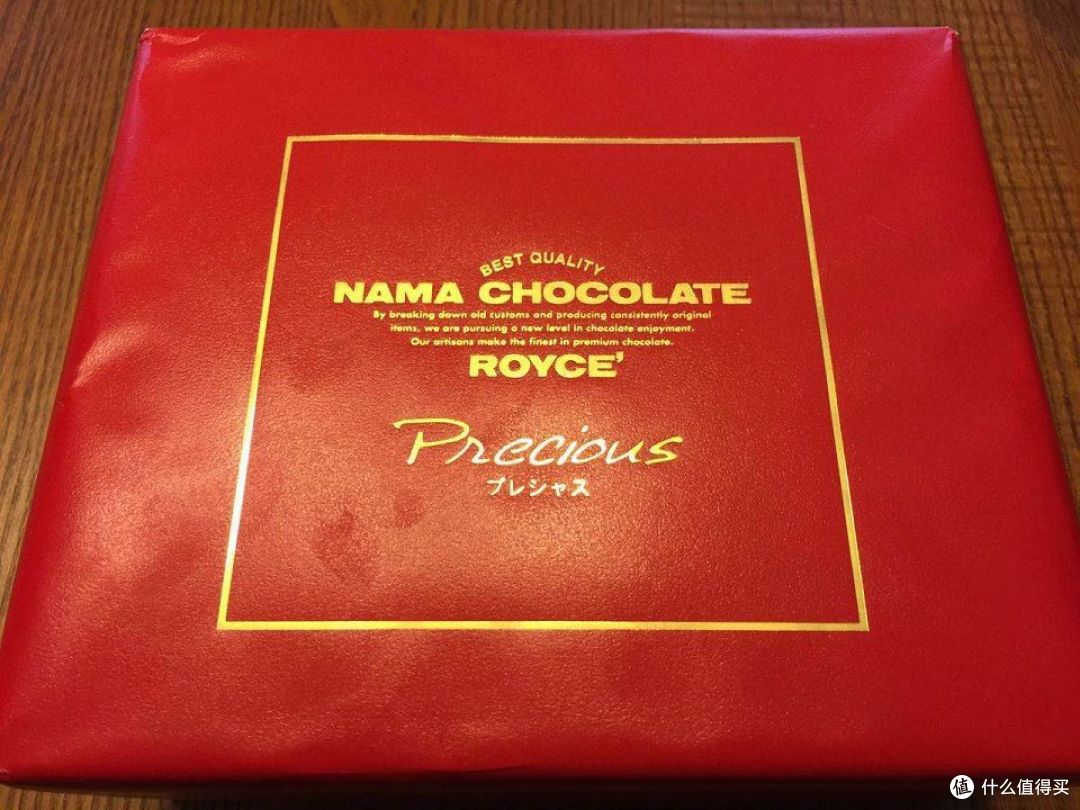 BEST QUALITY
NAMA CHOCOLATE
By breaking down old customs and producing consistently original
items, we are pursuing a new level in chocolate enjoyment.
Our artisans make the finest in premium chocolate.
ROYCE'
Precious
プレシャス
值 什么值得买